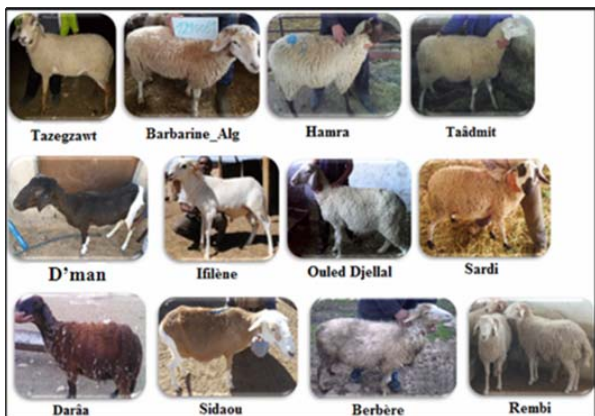 Tazegzawt
Barbarine_Alg
Hamra
Taâdmit
D'man
Ifilène
Ouled Djellal
Sardi
Darâa
Sidaou
Berbère
Rembi